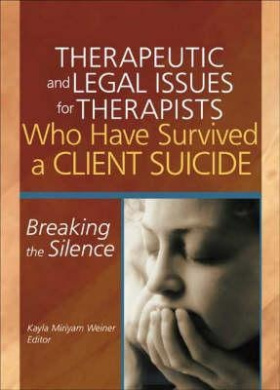 THERAPEUTIC
and LEGAL ISSUES
for THERAPISTS
Who Have Survived
a CLIENT SUICIDE
Breaking
the Silence
Kayla Miriyam Weiner
Editor